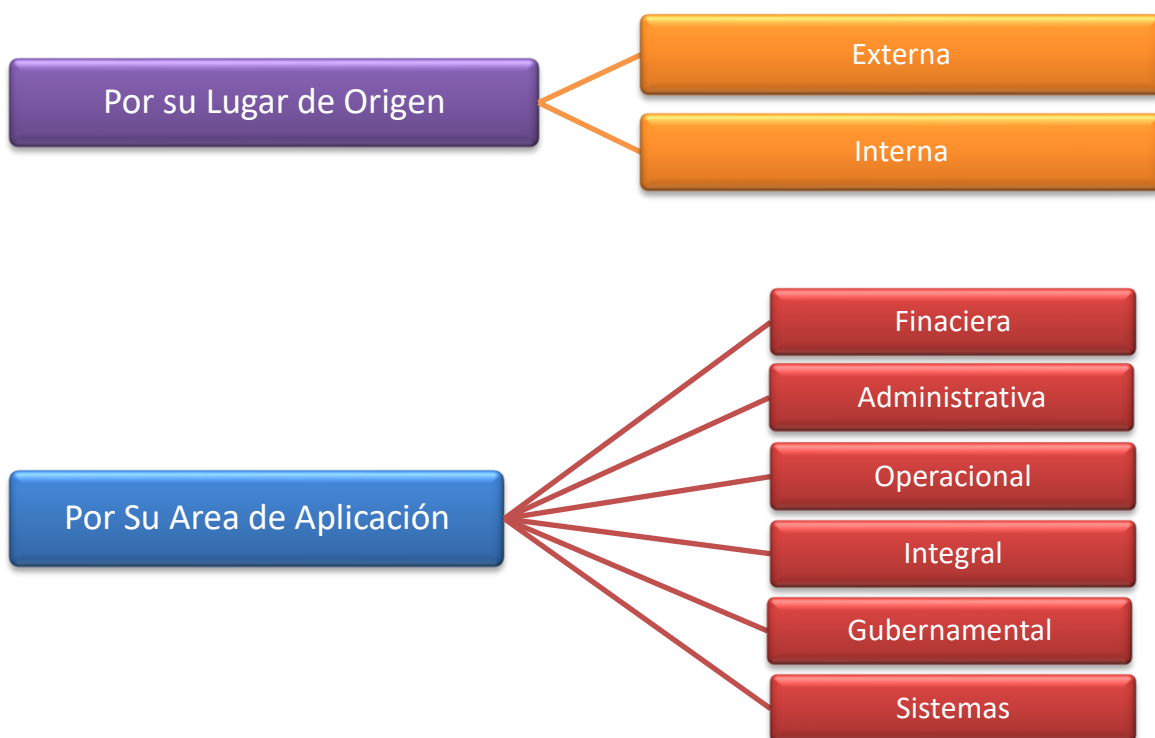 Por su Lugar de Origen
Externa
Interna
Por Su Area de Aplicación
Finaciera
Administrativa
Operacional
Integral
Gubernamental
Sistemas